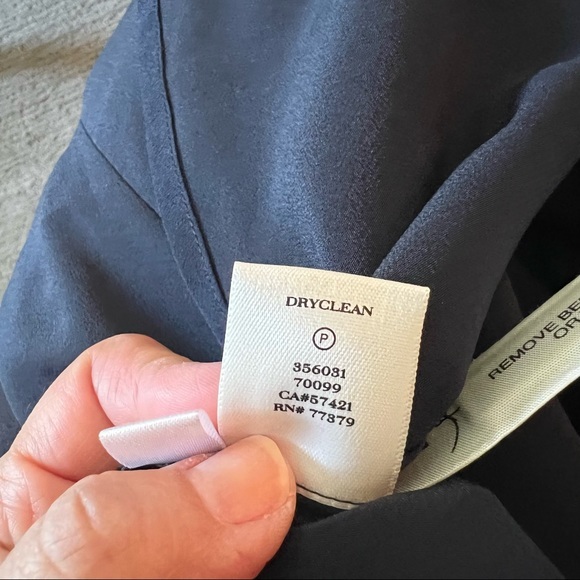 DRYCLEAN
P
356031
70099
CA#57421
RN# 77379
REMOVE BE
OR